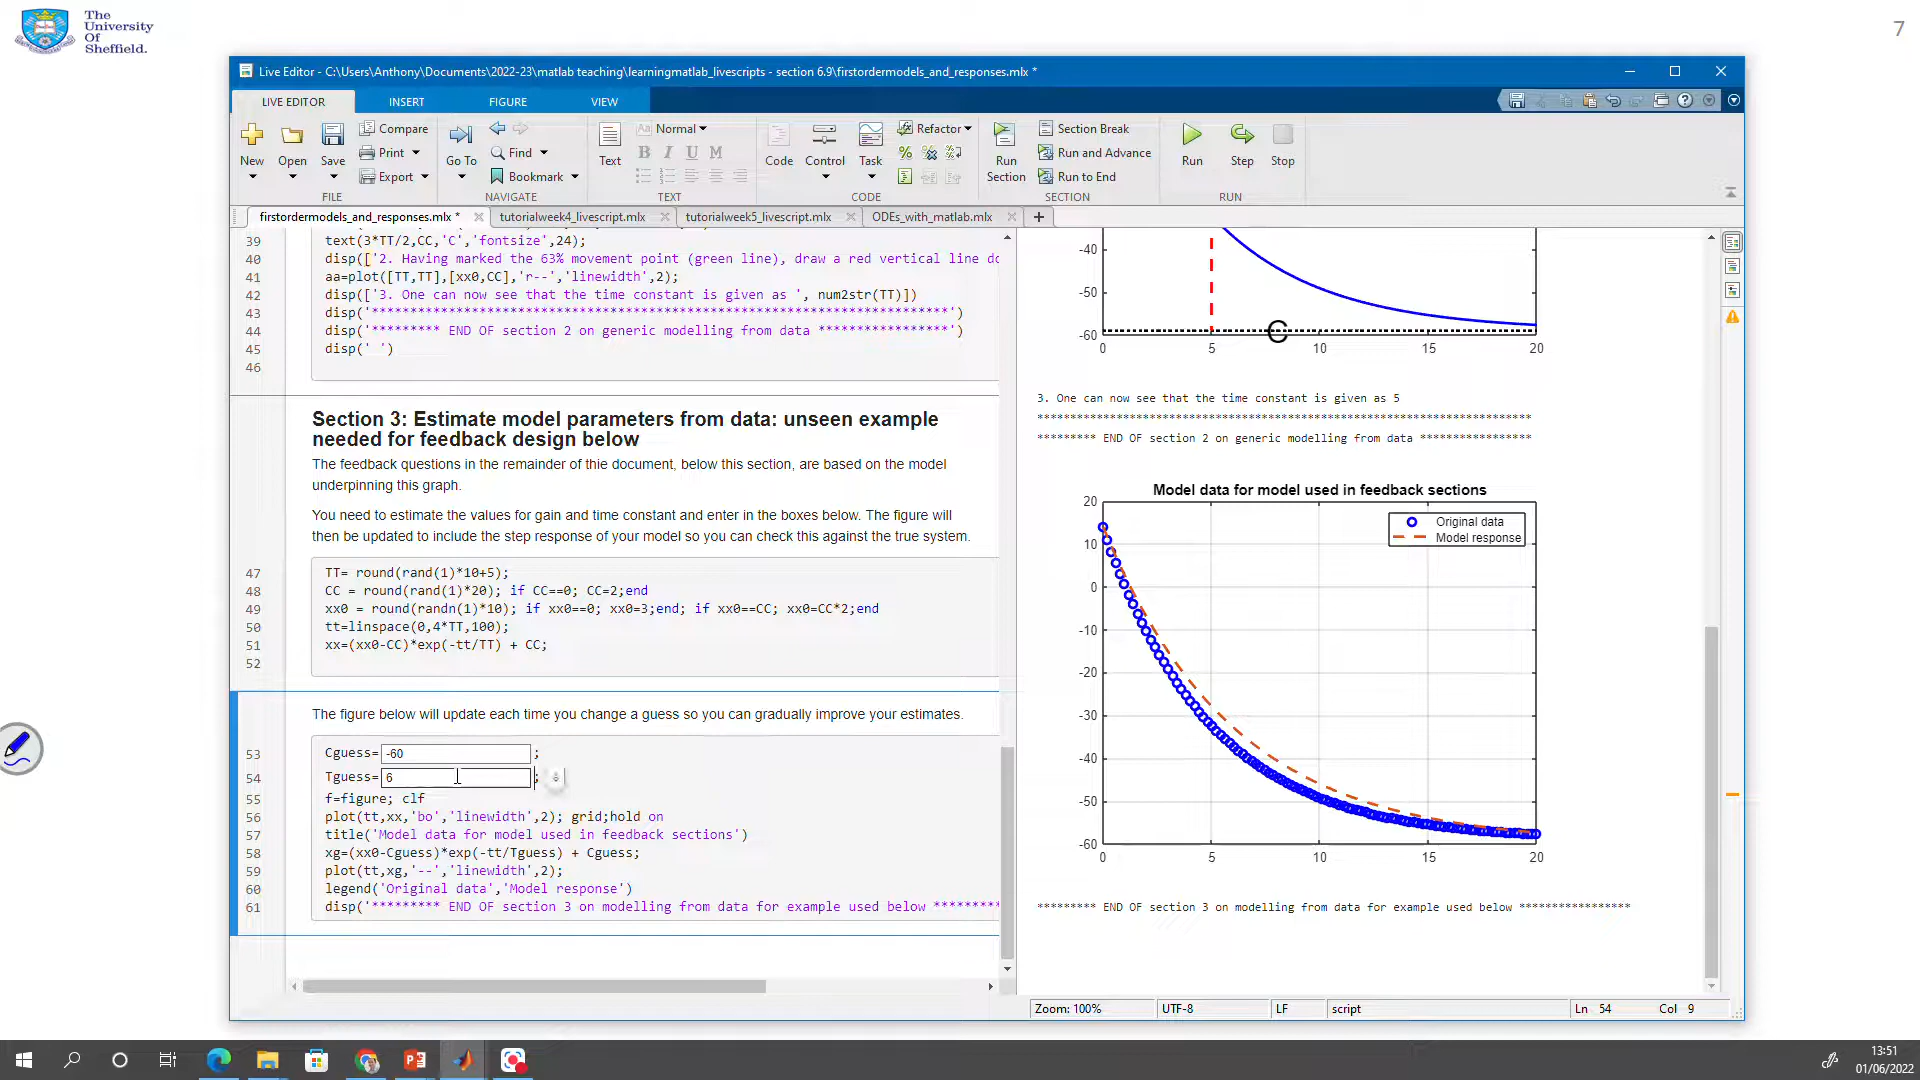 The
University
Of
Sheffield.
7
Live Editor - C:\Users\Anthony\Documents\2022-23\matlab teaching\learningmatlab_livescripts - section 6.9\firstordermodels_and_responses.mlx *
LIVE EDITOR INSERT FIGURE VIEW
New Open Save Compare Print Export
FILE
Go To Find Bookmark
NAVIGATE
Text Aa Normal B I U M
TEXT
Code Control Task Refactor
CODE
Run Section Section Break Run and Advance Run to End
SECTION
Run Step Stop
RUN
firstordermodels_and_responses.mlx * tutorialweek4_livescript.mlx tutorialweek5_livescript.mlx ODEs_with_matlab.mlx
39 text(3*TT/2,CC,'C','fontsize',24);
40 disp(['2. Having marked the 63% movement point (green line), draw a red vertical line do
41 aa=plot([TT,TT],[xx0,CC],'r--','linewidth',2);
42 disp(['3. One can now see that the time constant is given as ', num2str(TT)])
43 disp('**********************************************************************')
44 disp('********* END OF section 2 on generic modelling from data ****************')
45 disp(' ')
46
Section 3: Estimate model parameters from data: unseen example
needed for feedback design below
The feedback questions in the remainder of thie document, below this section, are based on the model
underpinning this graph.
You need to estimate the values for gain and time constant and enter in the boxes below. The figure will
then be updated to include the step response of your model so you can check this against the true system.
47 TT= round(rand(1)*10+5);
48 CC = round(rand(1)*20); if CC==0; CC=2;end
49 xx0 = round(randn(1)*10); if xx0==0; xx0=3;end; if xx0==CC; xx0=CC*2;end
50 tt=linspace(0,4*TT,100);
51 xx=(xx0-CC)*exp(-tt/TT) + CC;
52
The figure below will update each time you change a guess so you can gradually improve your estimates.
53 Cguess= -60 ;
54 Tguess= 6 ;
55 f=figure; clf
56 plot(tt,xx,'bo','linewidth',2); grid;hold on
57 title('Model data for model used in feedback sections')
58 xg=(xx0-Cguess)*exp(-tt/Tguess) + Cguess;
59 plot(tt,xg,'--','linewidth',2);
60 legend('Original data','Model response')
61 disp('********* END OF section 3 on modelling from data for example used below *********
-40
-50
-60
C
0 5 10 15 20
3. One can now see that the time constant is given as 5
**********************************************************************
********* END OF section 2 on generic modelling from data *****************
Model data for model used in feedback sections
20
10
0
-10
-20
-30
-40
-50
-60
Original data
Model response
0 5 10 15 20
********* END OF section 3 on modelling from data for example used below *****************
Zoom: 100% UTF-8 LF script Ln 54 Col 9
13:51
01/06/2022